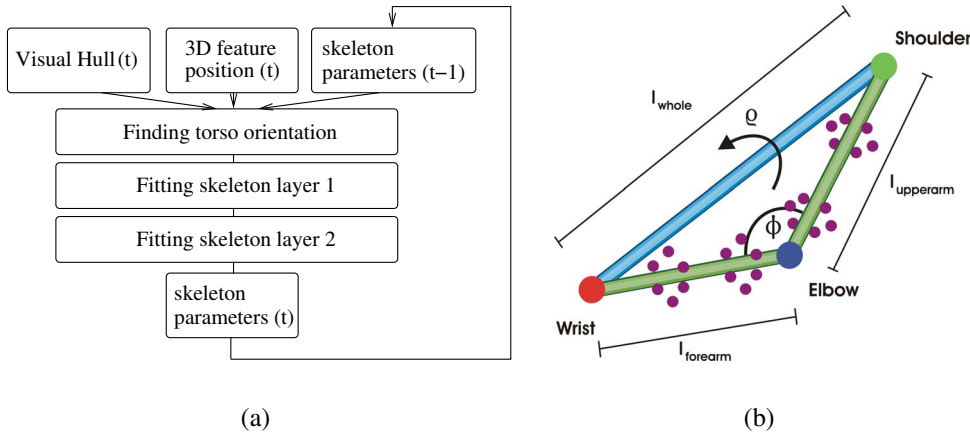 Visual Hull (t)
3D feature
position (t)
skeleton
parameters (t−1)
Finding torso orientation
Fitting skeleton layer 1
Fitting skeleton layer 2
skeleton
parameters (t)
(a)
Shoulder
l_whole
ϱ
l_upperarm
ϕ
Elbow
Wrist
l_forearm
(b)